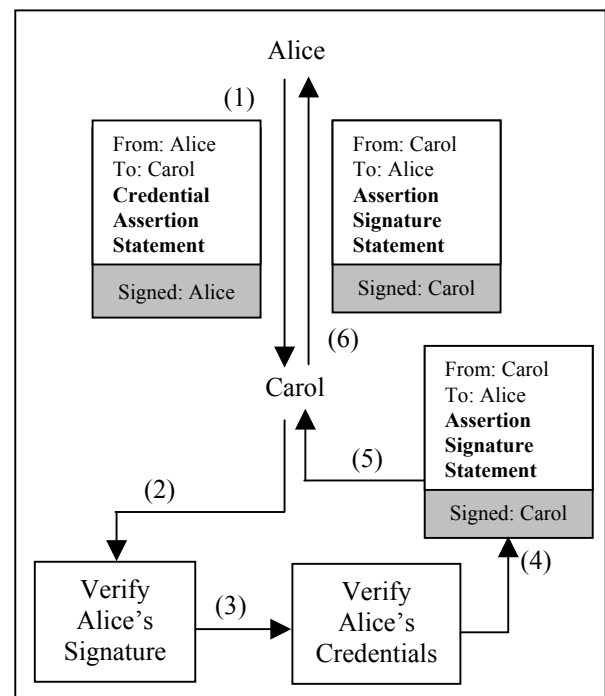 Alice
(1)
From: Alice
To: Carol
Credential
Assertion
Statement
Signed: Alice
From: Carol
To: Alice
Assertion
Signature
Statement
Signed: Carol
(6)
Carol
From: Carol
To: Alice
Assertion
Signature
Statement
Signed: Carol
(5)
(2)
(4)
Verify
Alice’s
Signature
(3)
Verify
Alice’s
Credentials